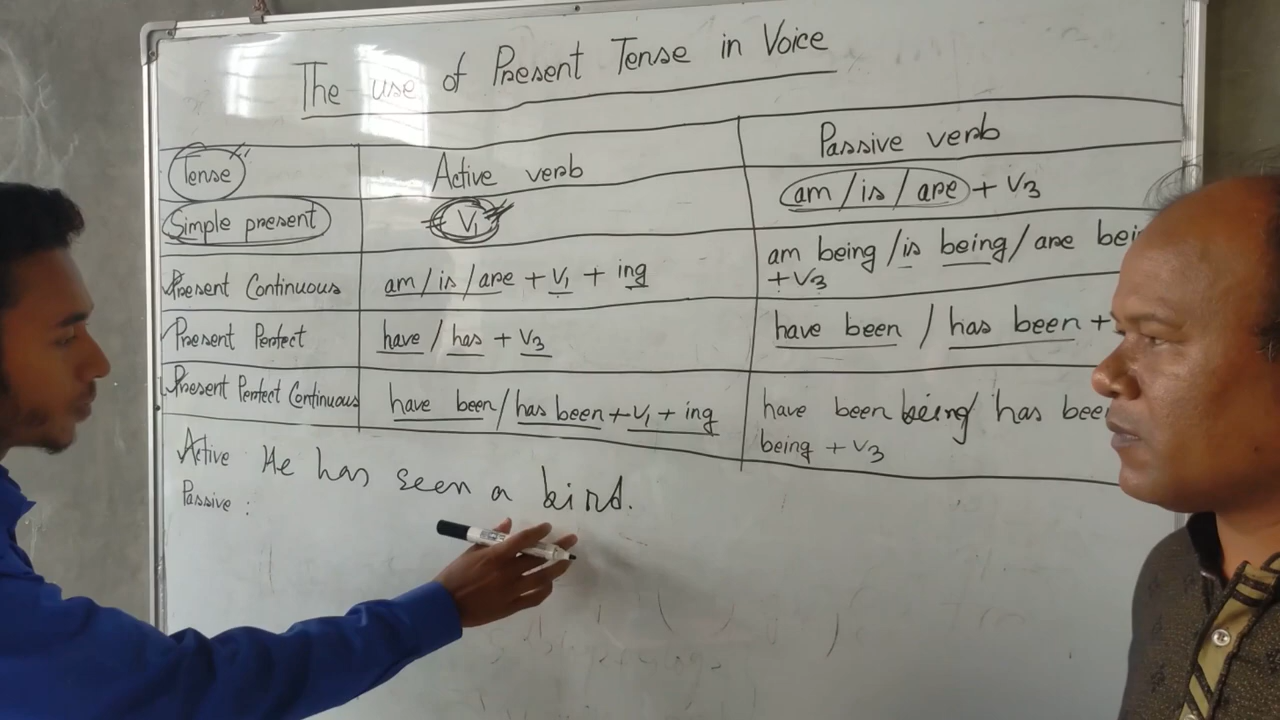 The use of Present Tense in Voice
Tense Active verb Passive verb
Simple present V1 am / is / are + V3
Present Continuous am / is / are + V1 + ing am being / is being / are bei
+V3
Present Perfect have / has + V3 have been / has been +
Present Perfect Continuous have been / has been + V1 + ing have been being / has bee
being + V3
Active He has seen a bird.
Passive :